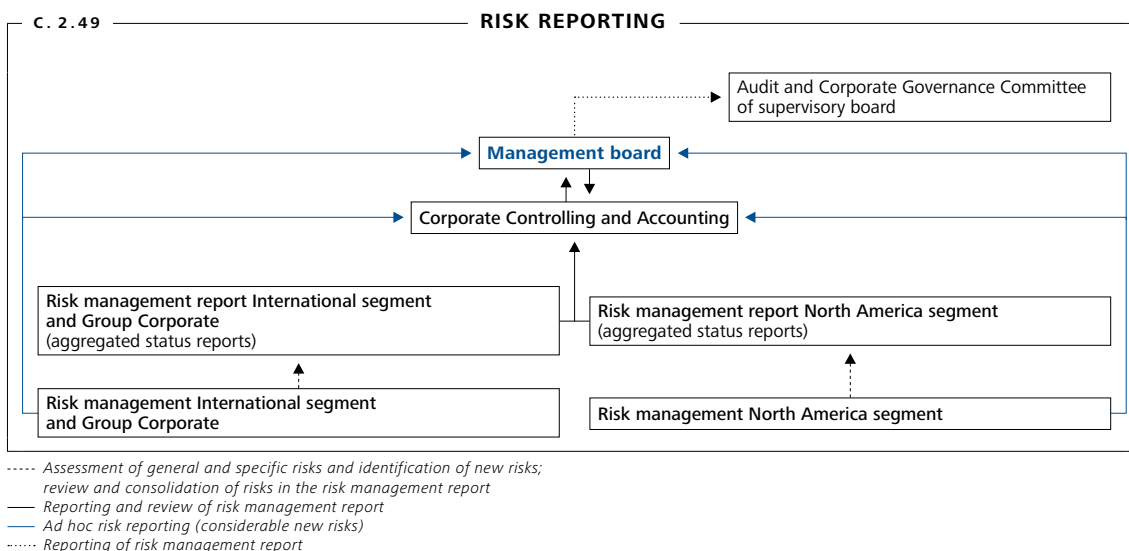 C. 2.49
RISK REPORTING
Audit and Corporate Governance Committee
of supervisory board
Management board
Corporate Controlling and Accounting
Risk management report International segment
and Group Corporate
(aggregated status reports)
Risk management report North America segment
(aggregated status reports)
Risk management International segment
and Group Corporate
Risk management North America segment
Assessment of general and specific risks and identification of new risks;
review and consolidation of risks in the risk management report
Reporting and review of risk management report
Ad hoc risk reporting (considerable new risks)
Reporting of risk management report